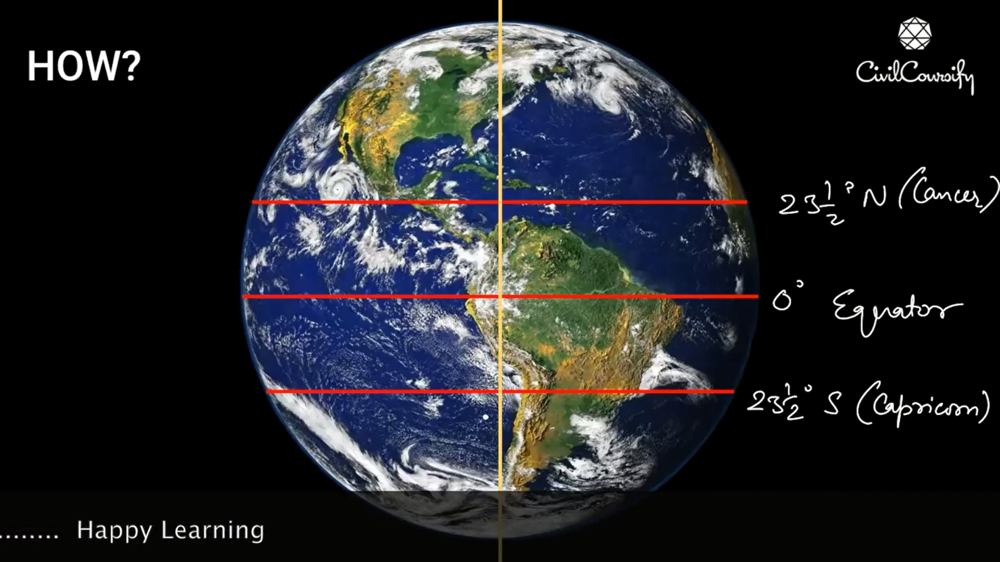 HOW?
CivilCoursify
23½° N (Cancer)
0° Equator
23½° S (Capricorn)
........ Happy Learning